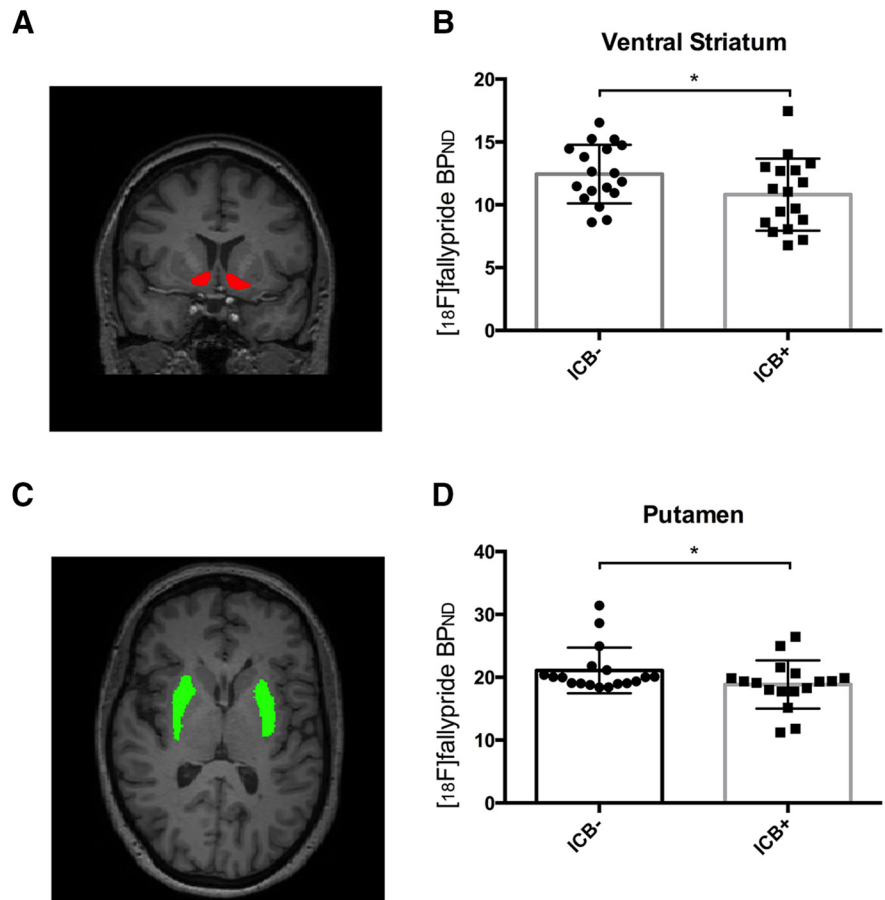 A
B
Ventral Striatum
*
20
15
10
5
0
[18F]fallypride BPND
ICB-
ICB+
C
D
Putamen
*
40
30
20
10
0
[18F]fallypride BPND
ICB-
ICB+